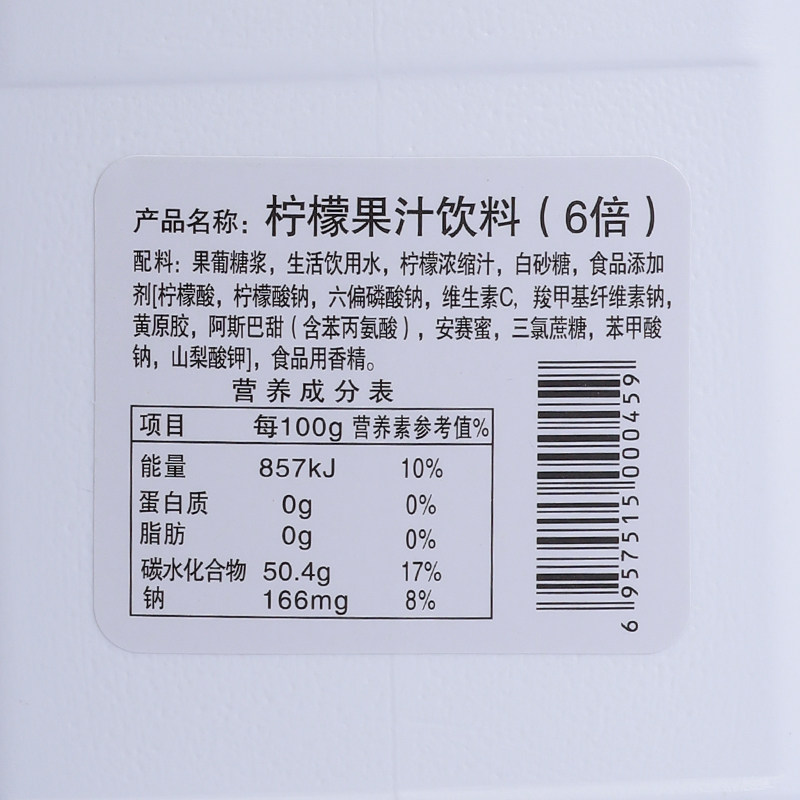 产品名称：柠檬果汁饮料（6倍）
配料：果葡糖浆，生活饮用水，柠檬浓缩汁，白砂糖，食品添加
剂[柠檬酸，柠檬酸钠，六偏磷酸钠，维生素C，羧甲基纤维素钠，
黄原胶，阿斯巴甜（含苯丙氨酸），安赛蜜，三氯蔗糖，苯甲酸
钠，山梨酸钾]，食品用香精。
营养成分表
项目 每100g 营养素参考值%
能量 857kJ 10%
蛋白质 0g 0%
脂肪 0g 0%
碳水化合物 50.4g 17%
钠 166mg 8%
6 957515 000459